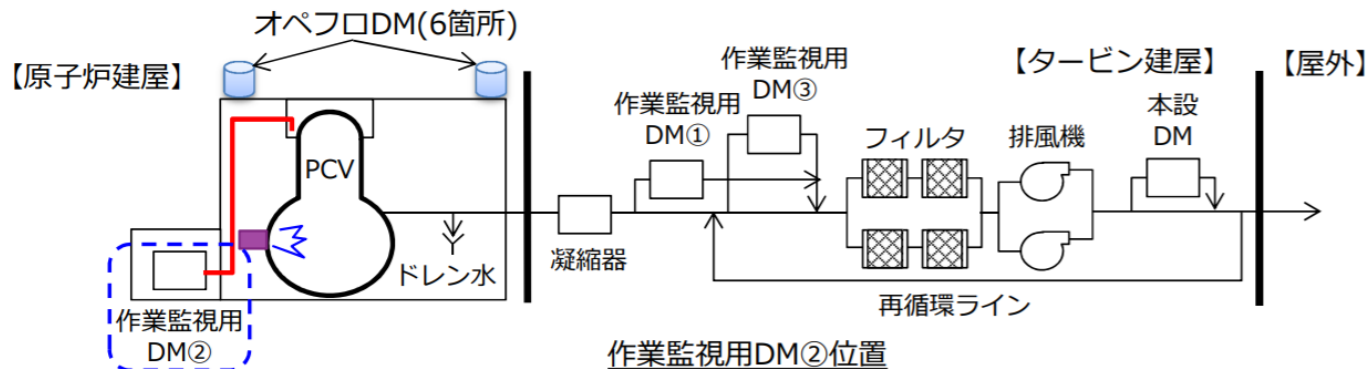 オペフロDM(6箇所)
【原子炉建屋】
【タービン建屋】
【屋外】
作業監視用
DM③
作業監視用
DM①
本設
DM
フィルタ
排風機
PCV
凝縮器
ドレン水
再循環ライン
作業監視用
DM②
作業監視用DM②位置